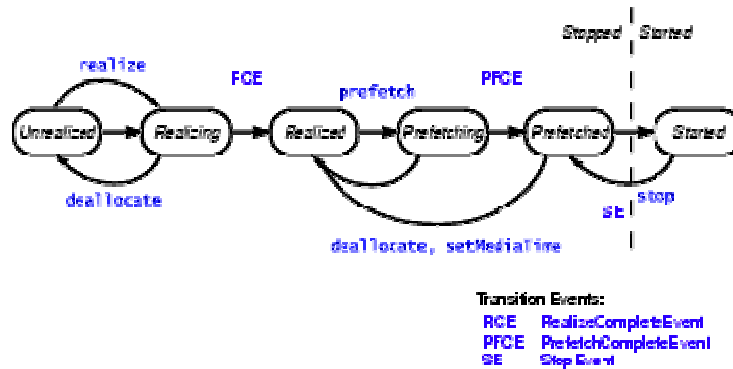 Stopped Started
realize
RCE
prefetch
PFCE
Unrealized Realizing Realized Prefetching Prefetched Started
deallocate
stop
SE
deallocate, setMediaTime
Transition Events:
RCE RealizeCompleteEvent
PFCE PrefetchCompleteEvent
SE StopEvent